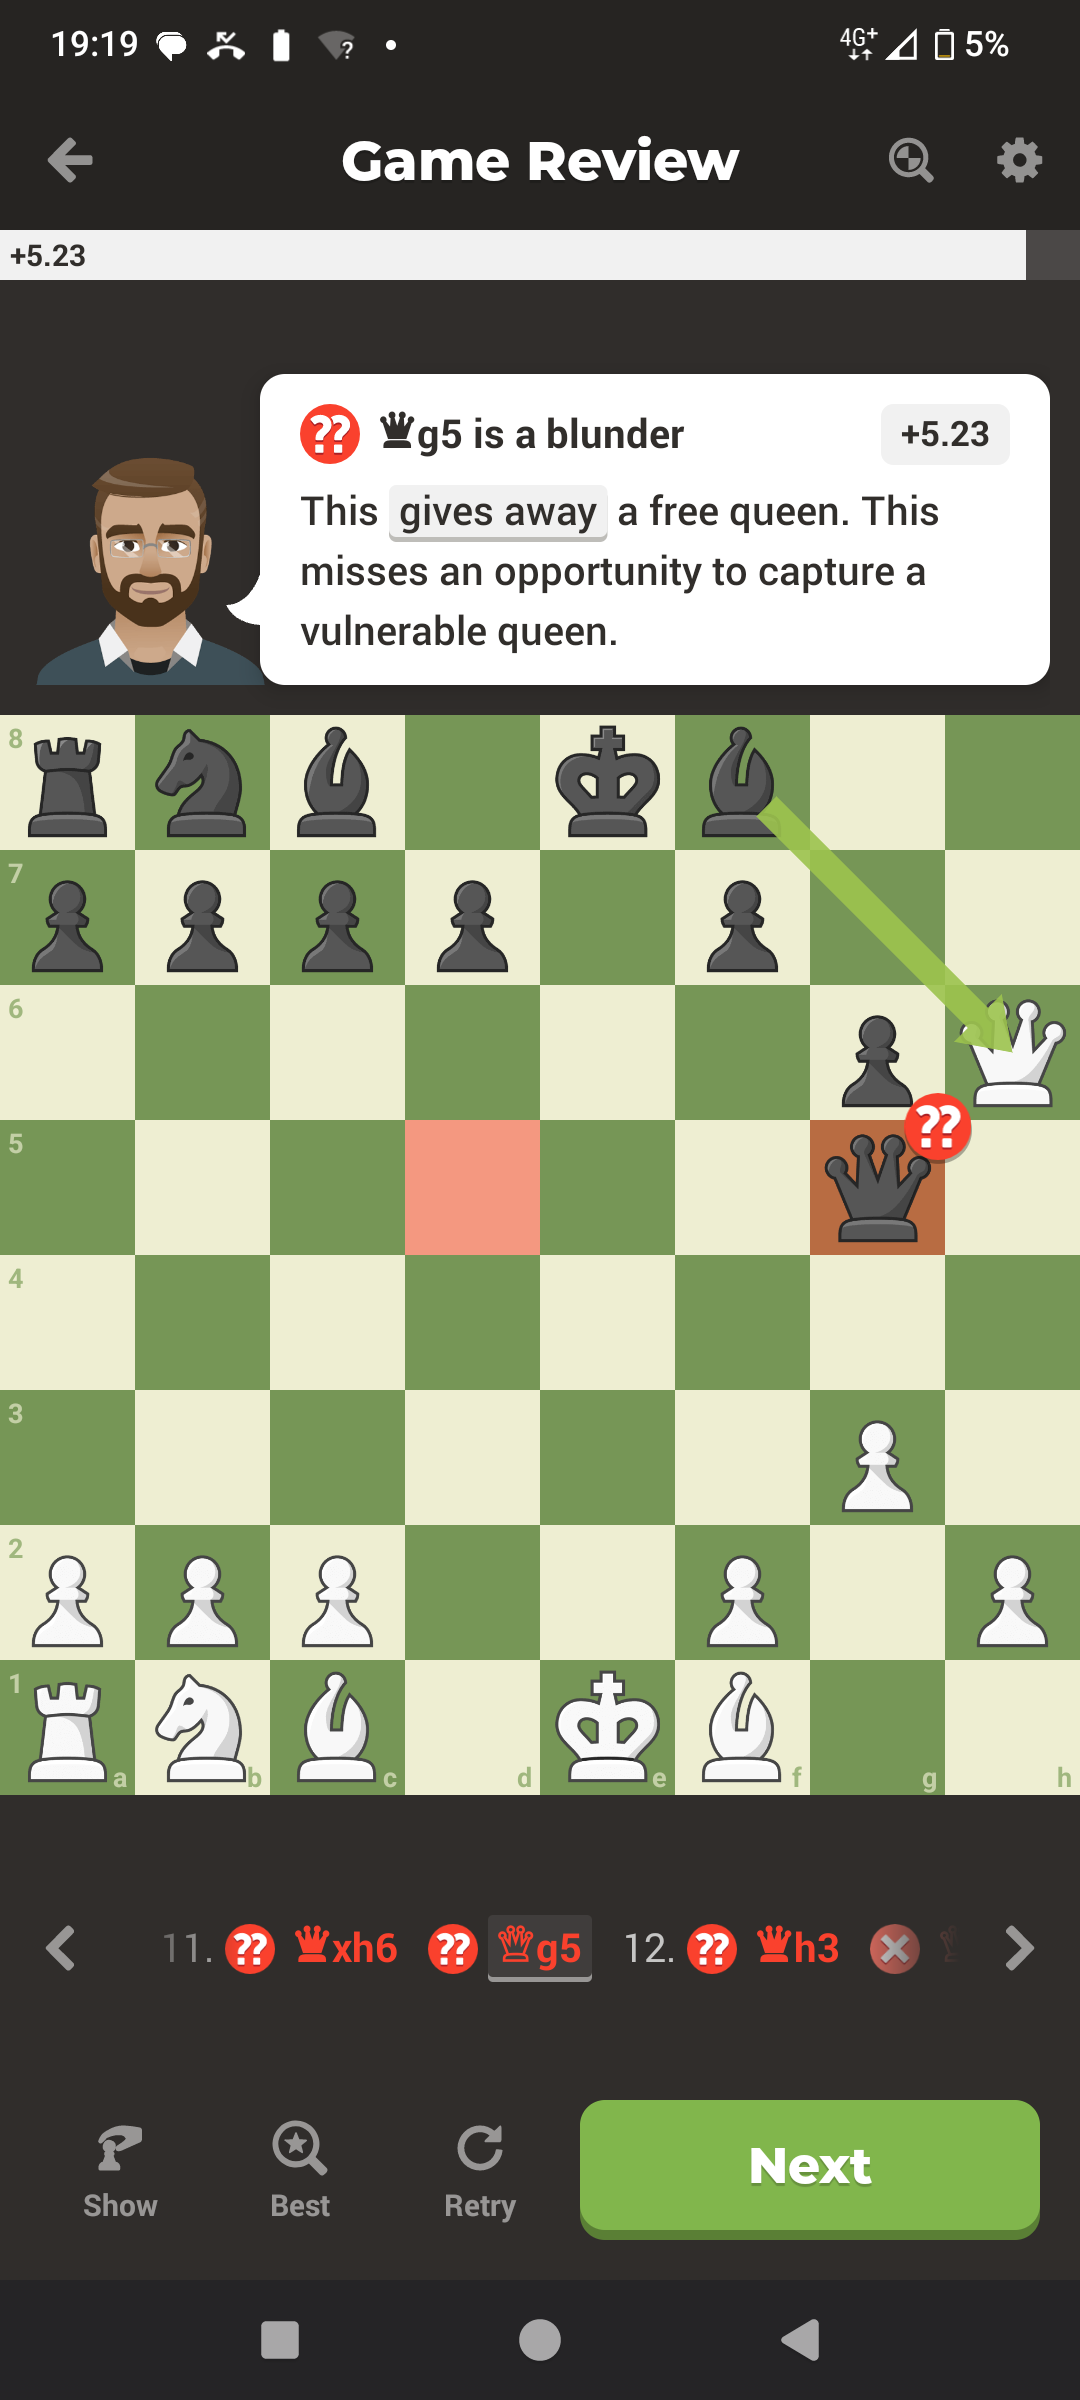 19:19 ? 4G+ 5%
Game Review
+5.23
?? g5 is a blunder +5.23
This gives away a free queen. This
misses an opportunity to capture a
vulnerable queen.
8
7
6
??
5
4
3
2
1
a b c d e f g h
11. ?? xh6 ?? g5 12. ?? h3
Show Best Retry Next